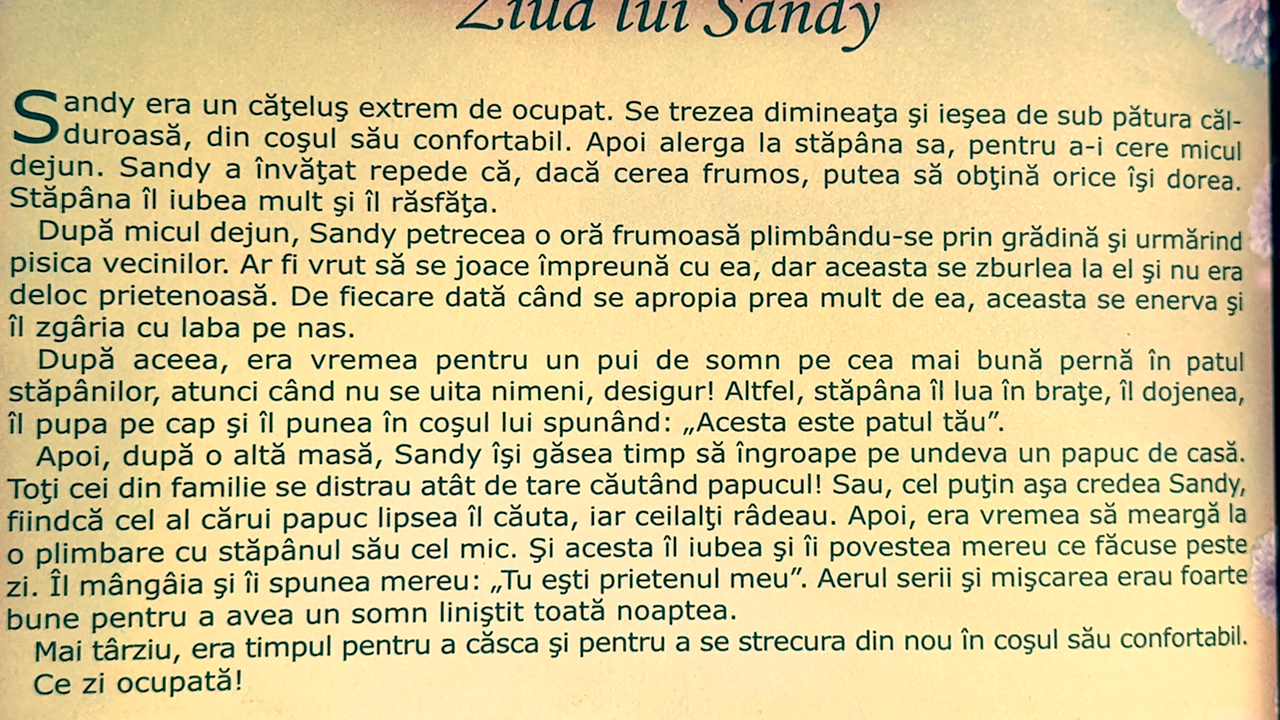 Ziua lui Sandy
Sandy era un căţeluş extrem de ocupat. Se trezea dimineaţa şi ieşea de sub pătura căl-
duroasă, din coşul său confortabil. Apoi alerga la stăpâna sa, pentru a-i cere micul
dejun. Sandy a învăţat repede că, dacă cerea frumos, putea să obţină orice îşi dorea.
Stăpâna îl iubea mult şi îl răsfăţa.
După micul dejun, Sandy petrecea o oră frumoasă plimbându-se prin grădină şi urmărind
pisica vecinilor. Ar fi vrut să se joace împreună cu ea, dar aceasta se zburlea la el şi nu era
deloc prietenoasă. De fiecare dată când se apropia prea mult de ea, aceasta se enerva şi
îl zgâria cu laba pe nas.
După aceea, era vremea pentru un pui de somn pe cea mai bună pernă în patul
stăpânilor, atunci când nu se uita nimeni, desigur! Altfel, stăpâna îl lua în braţe, îl dojenea,
îl pupa pe cap şi îl punea în coşul lui spunând: „Acesta este patul tău”.
Apoi, după o altă masă, Sandy îşi găsea timp să îngroape pe undeva un papuc de casă.
Toţi cei din familie se distrau atât de tare căutând papucul! Sau, cel puţin aşa credea Sandy,
fiindcă cel al cărui papuc lipsea îl căuta, iar ceilalţi râdeau. Apoi, era vremea să meargă la
o plimbare cu stăpânul său cel mic. Şi acesta îl iubea şi îi povestea mereu ce făcuse peste
zi. Îl mângâia şi îi spunea mereu: „Tu eşti prietenul meu”. Aerul serii şi mişcarea erau foarte
bune pentru a avea un somn liniştit toată noaptea.
Mai târziu, era timpul pentru a căsca şi pentru a se strecura din nou în coşul său confortabil.
Ce zi ocupată!